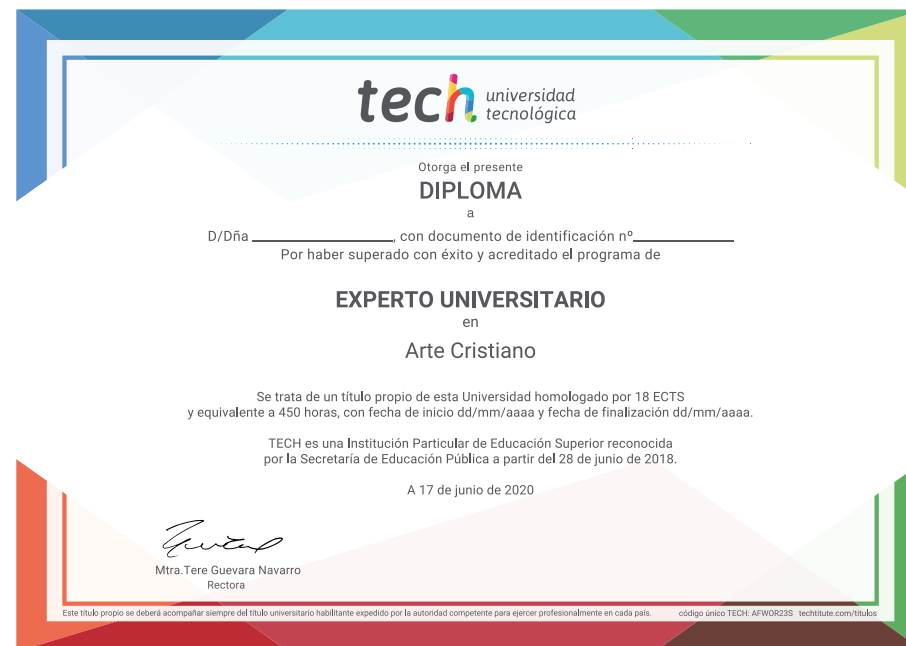 tech universidad
tecnológica
Otorga el presente
DIPLOMA
a
D/Dña ____________________, con documento de identificación nº______________
Por haber superado con éxito y acreditado el programa de
EXPERTO UNIVERSITARIO
en
Arte Cristiano
Se trata de un título propio de esta Universidad homologado por 18 ECTS
y equivalente a 450 horas, con fecha de inicio dd/mm/aaaa y fecha de finalización dd/mm/aaaa.
TECH es una Institución Particular de Educación Superior reconocida
por la Secretaría de Educación Pública a partir del 28 de junio de 2018.
A 17 de junio de 2020
Mtra.Tere Guevara Navarro
Rectora
Este título propio se deberá acompañar siempre del título universitario habilitante expedido por la autoridad competente para ejercer profesionalmente en cada país. código único TECH: AFWOR23S techtitute.com/titulos